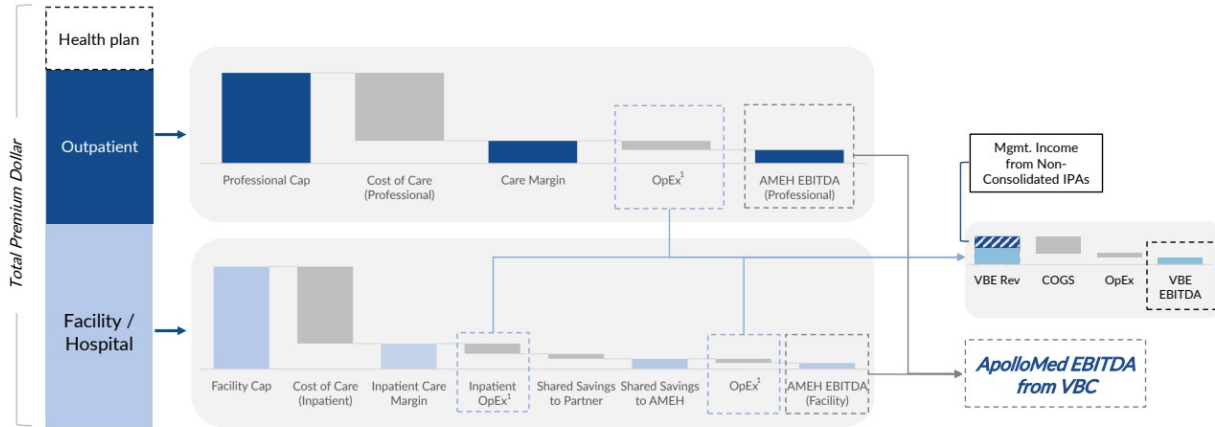 Total Premium Dollar
Health plan
Outpatient
Facility /
Hospital
Professional Cap
Cost of Care
(Professional)
Care Margin
OpEx¹
AMEH EBITDA
(Professional)
Facility Cap
Cost of Care
(Inpatient)
Inpatient Care
Margin
Inpatient
OpEx¹
Shared Savings
to Partner
Shared Savings
to AMEH
OpEx¹
AMEH EBITDA
(Facility)
Mgmt. Income
from Non-
Consolidated IPAs
VBE Rev
COGS
OpEx
VBE
EBITDA
ApolloMed EBITDA
from VBC